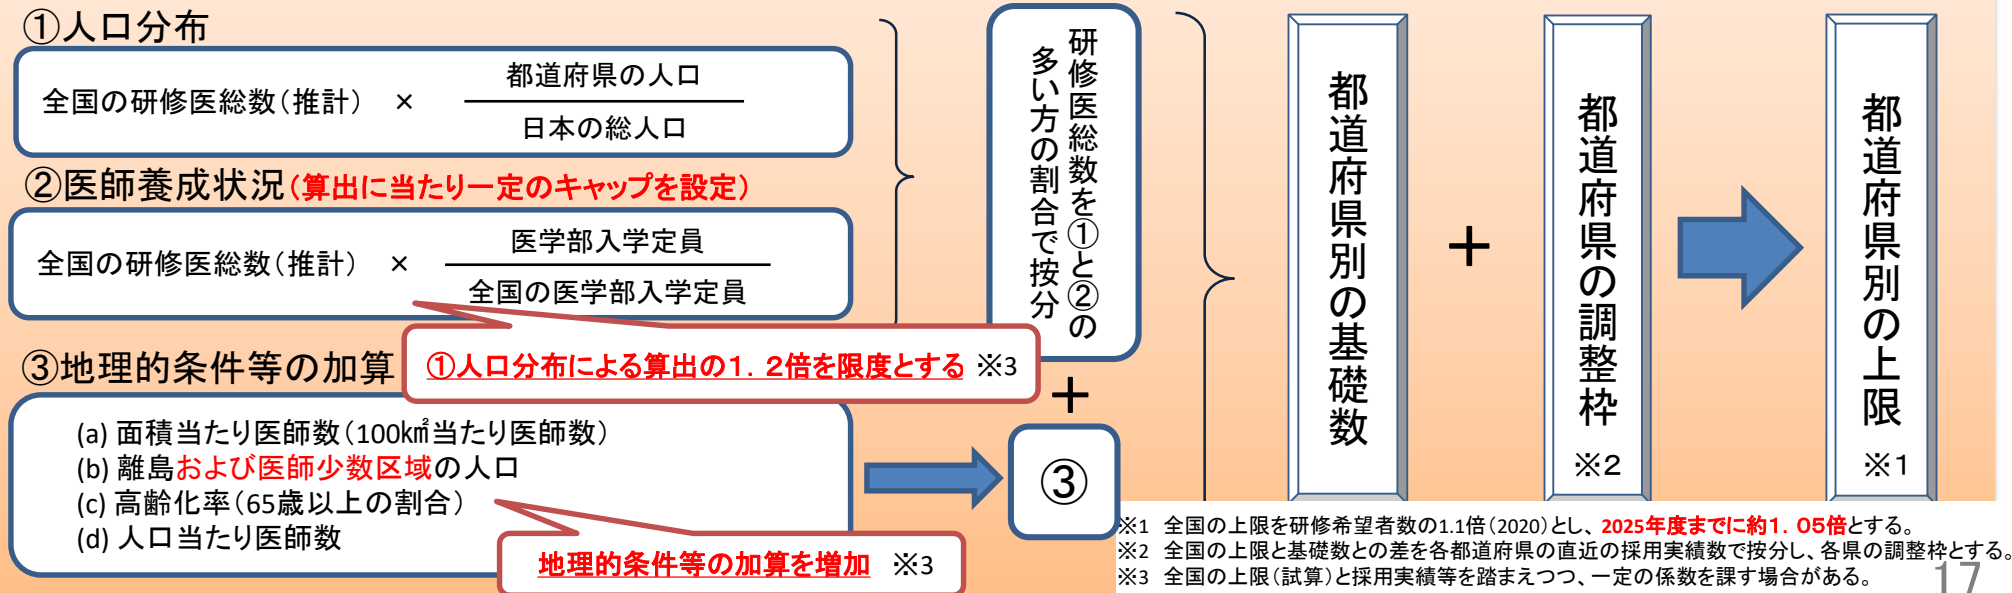 ①人口分布
全国の研修医総数(推計) × 都道府県の人口
日本の総人口
②医師養成状況(算出に当たり一定のキャップを設定)
全国の研修医総数(推計) × 医学部入学定員
全国の医学部入学定員
①人口分布による算出の1.2倍を限度とする ※3
③地理的条件等の加算
(a) 面積当たり医師数(100㎢当たり医師数)
(b) 離島および医師少数区域の人口
(c) 高齢化率(65歳以上の割合)
(d) 人口当たり医師数
地理的条件等の加算を増加 ※3
研修医総数を①と②の
多い方の割合で按分
+
③
都道府県別の基礎数
+
都道府県の調整枠
※2
都道府県別の上限
※1
※1 全国の上限を研修希望者数の1.1倍(2020)とし、2025年度までに約1.05倍とする。
※2 全国の上限と基礎数との差を各都道府県の直近の採用実績数で按分し、各県の調整枠とする。
※3 全国の上限(試算)と採用実績等を踏まえつつ、一定の係数を課す場合がある。
17